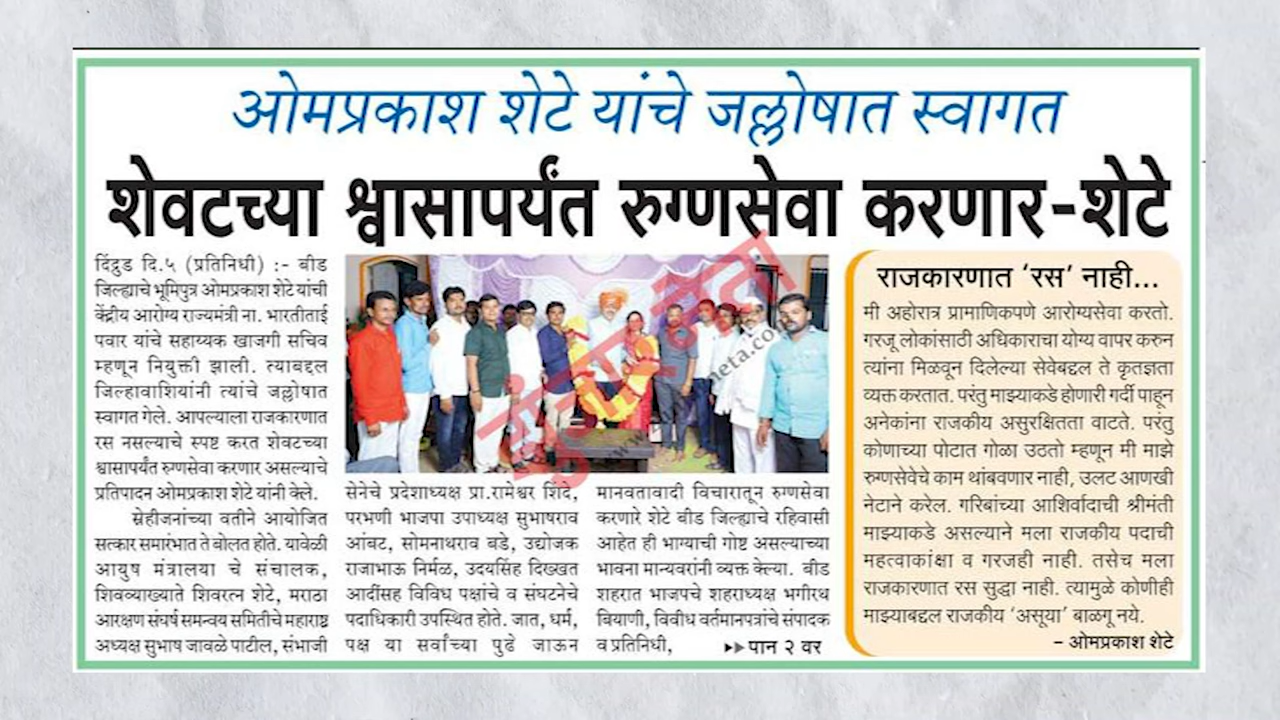 ओमप्रकाश शेटे यांचे जल्लोषात स्वागत
शेवटच्या श्वासापर्यंत रुग्णसेवा करणार-शेटे
दिंद्रुड दि.५ (प्रतिनिधी) :- बीड
जिल्ह्याचे भूमिपुत्र ओमप्रकाश शेटे यांची
केंद्रीय आरोग्य राज्यमंत्री ना. भारतीताई
पवार यांचे सहाय्यक खाजगी सचिव
म्हणून नियुक्ती झाली. त्याबद्दल
जिल्हावाशियांनी त्यांचे जल्लोषात
स्वागत गेले. आपल्याला राजकारणात
रस नसल्याचे स्पष्ट करत शेवटच्या
श्वासापर्यंत रुग्णसेवा करणार असल्याचे
प्रतिपादन ओमप्रकाश शेटे यांनी केले.
स्नेहीजनांच्या वतीने आयोजित
सत्कार समारंभात ते बोलत होते. यावेळी
आयुष मंत्रालया चे संचालक,
शिवव्याख्याते शिवरत्न शेटे, मराठा
आरक्षण संघर्ष समन्वय समितीचे महाराष्ट्र
अध्यक्ष सुभाष जावळे पाटील, संभाजी
सेनेचे प्रदेशाध्यक्ष प्रा.रामेश्वर शिंदे,
परभणी भाजपा उपाध्यक्ष सुभाषराव
आंबट, सोमनाथराव बडे, उद्योजक
राजाभाऊ निर्मळ, उदयसिंह दिख्खत
आर्दीसह विविध पक्षांचे व संघटनेचे
पदाधिकारी उपस्थित होते. जात, धर्म,
पक्ष या सर्वांच्या पुढे जाऊन
मानवतावादी विचारातून रुग्णसेवा
करणारे शेटे बीड जिल्ह्याचे रहिवासी
आहेत ही भाग्याची गोष्ट असल्याच्या
भावना मान्यवरांनी व्यक्त केल्या. बीड
शहरात भाजपचे शहराध्यक्ष भगीरथ
बियाणी, विवीध वर्तमानपत्रांचे संपादक
व प्रतिनिधी,
▶▶पान २ वर
राजकारणात ‘रस’ नाही...
मी अहोरात्र प्रामाणिकपणे आरोग्यसेवा करतो.
गरजू लोकांसाठी अधिकाराचा योग्य वापर करुन
त्यांना मिळवून दिलेल्या सेवेबद्दल ते कृतज्ञता
व्यक्त करतात. परंतु माझ्याकडे होणारी गर्दी पाहून
अनेकांना राजकीय असुरक्षितता वाटते. परंतु
कोणाच्या पोटात गोळा उठतो म्हणून मी माझे
रुग्णसेवेचे काम थांबवणार नाही, उलट आणखी
नेटाने करेल. गरिबांच्या आशिर्वादाची श्रीमंती
माझ्याकडे असल्याने मला राजकीय पदाची
महत्वाकांक्षा व गरजही नाही. तसेच मला
राजकारणात रस सुद्धा नाही. त्यामुळे कोणीही
माझ्याबद्दल राजकीय ‘असूया’ बाळगू नये.
– ओमप्रकाश शेटे